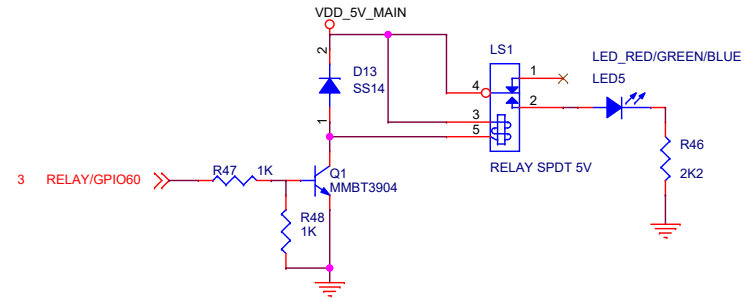 VDD_5V_MAIN
2
D13
SS14
1
LS1
4
1
2
3
5
RELAY SPDT 5V
LED_RED/GREEN/BLUE
LED5
R46
2K2
3 RELAY/GPIO60
R47 1K
Q1
MMBT3904
R48
1K